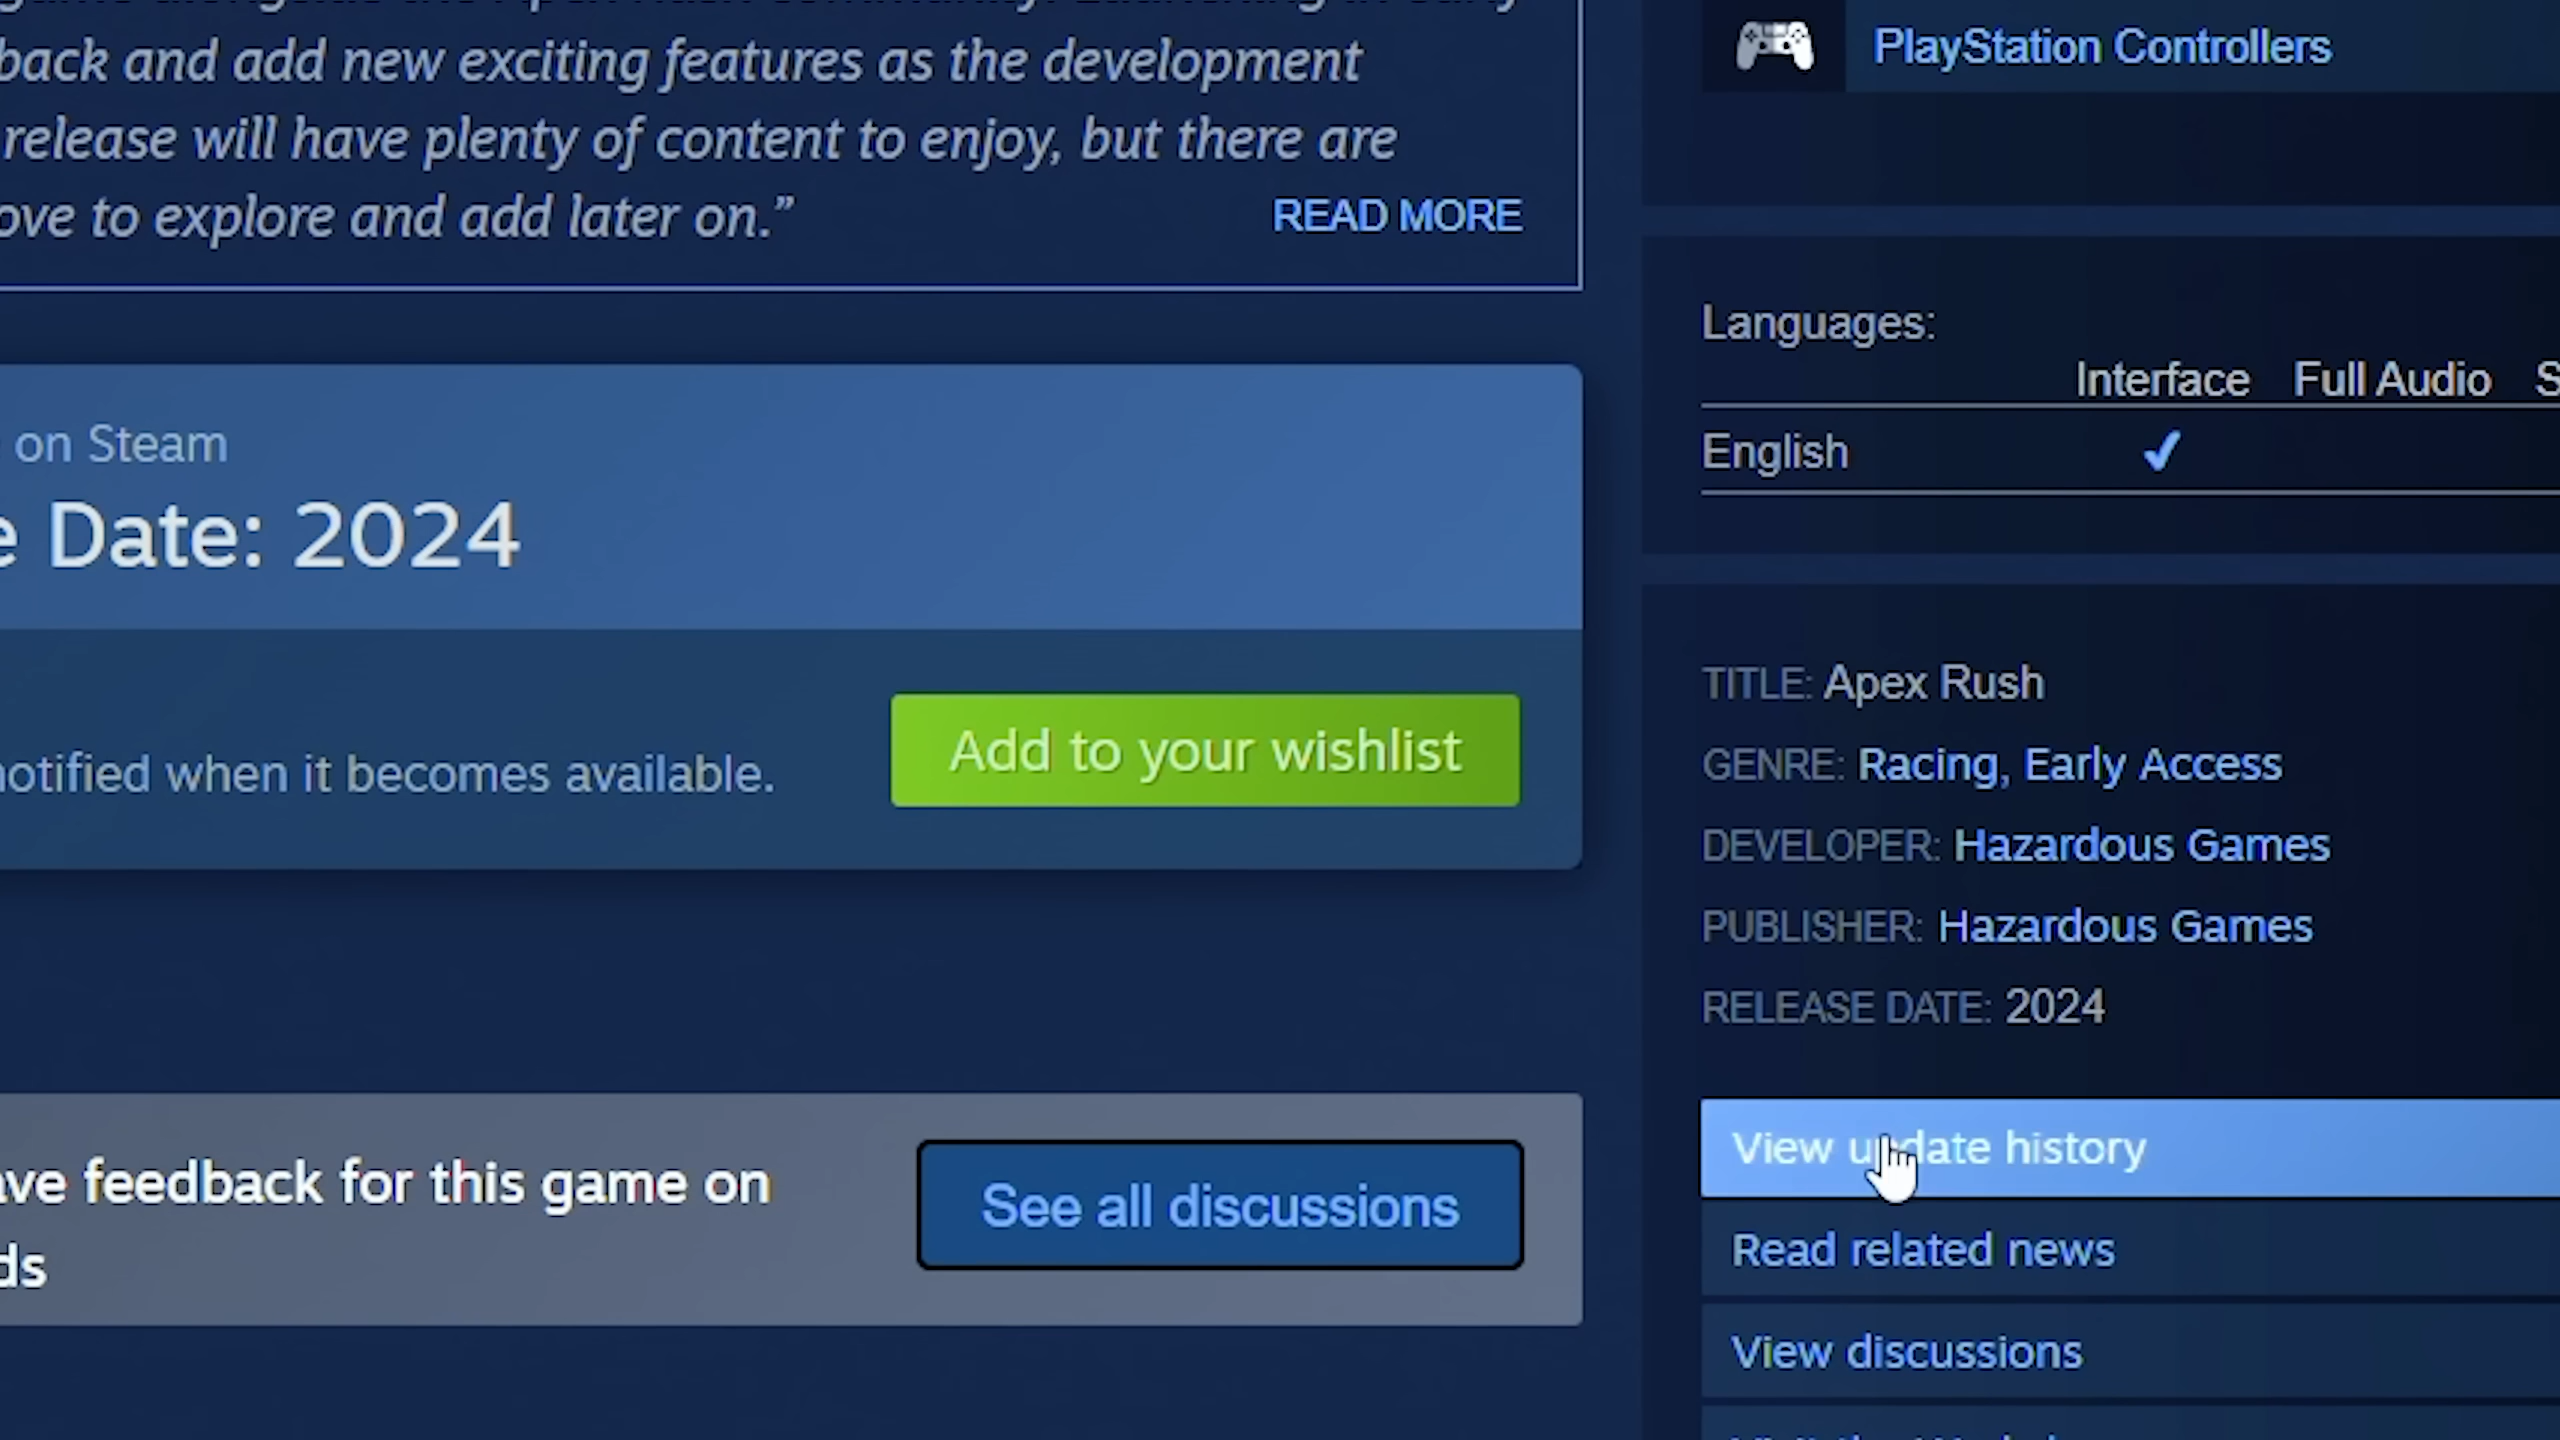 back and add new exciting features as the development
release will have plenty of content to enjoy, but there are
to explore and add later on.”
READ MORE
on Steam
e Date: 2024
notified when it becomes available.
Add to your wishlist
feedback for this game on
See all discussions
PlayStation Controllers
Languages:
Interface Full Audio S
English ✔
TITLE: Apex Rush
GENRE: Racing, Early Access
DEVELOPER: Hazardous Games
PUBLISHER: Hazardous Games
RELEASE DATE: 2024
View update history
Read related news
View discussions